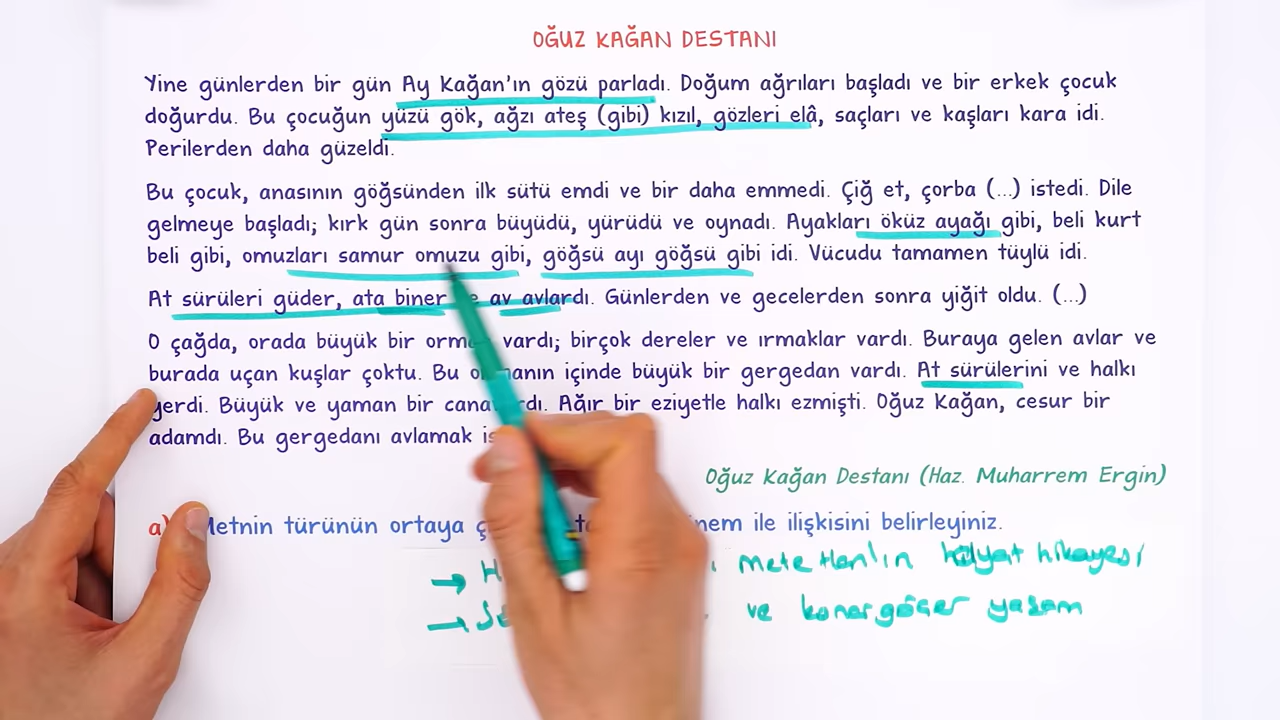 OĞUZ KAĞAN DESTANI
Yine günlerden bir gün Ay Kağan'ın gözü parladı. Doğum ağrıları başladı ve bir erkek çocuk
doğurdu. Bu çocuğun yüzü gök, ağzı ateş (gibi) kızıl, gözleri elâ, saçları ve kaşları kara idi.
Perilerden daha güzeldi.
Bu çocuk, anasının göğsünden ilk sütü emdi ve bir daha emmedi. Çiğ et, çorba (...) istedi. Dile
gelmeye başladı; kırk gün sonra büyüdü, yürüdü ve oynadı. Ayakları öküz ayağı gibi, beli kurt
beli gibi, omuzları samur omuzu gibi, göğsü ayı göğsü gibi idi. Vücudu tamamen tüylü idi.
At sürüleri güder, ata biner av avlardı. Günlerden ve gecelerden sonra yiğit oldu. (...)
O çağda, orada büyük bir vardı; birçok dereler ve ırmaklar vardı. Buraya gelen avlar ve
burada uçan kuşlar çoktu. Bu içinde büyük bir gergedan vardı. At sürülerini ve halkı
yerdi. Büyük ve yaman bir Ağır bir eziyetle halkı ezmişti. Oğuz Kağan, cesur bir
adamdı. Bu gergedanı avlamak
Oğuz Kağan Destanı (Haz. Muharrem Ergin)
a) Metnin türünün ortaya ile ilişkisini belirleyiniz.
→ Mete Han'ın hayat hikayesi
→ ve konargöçer yaşam